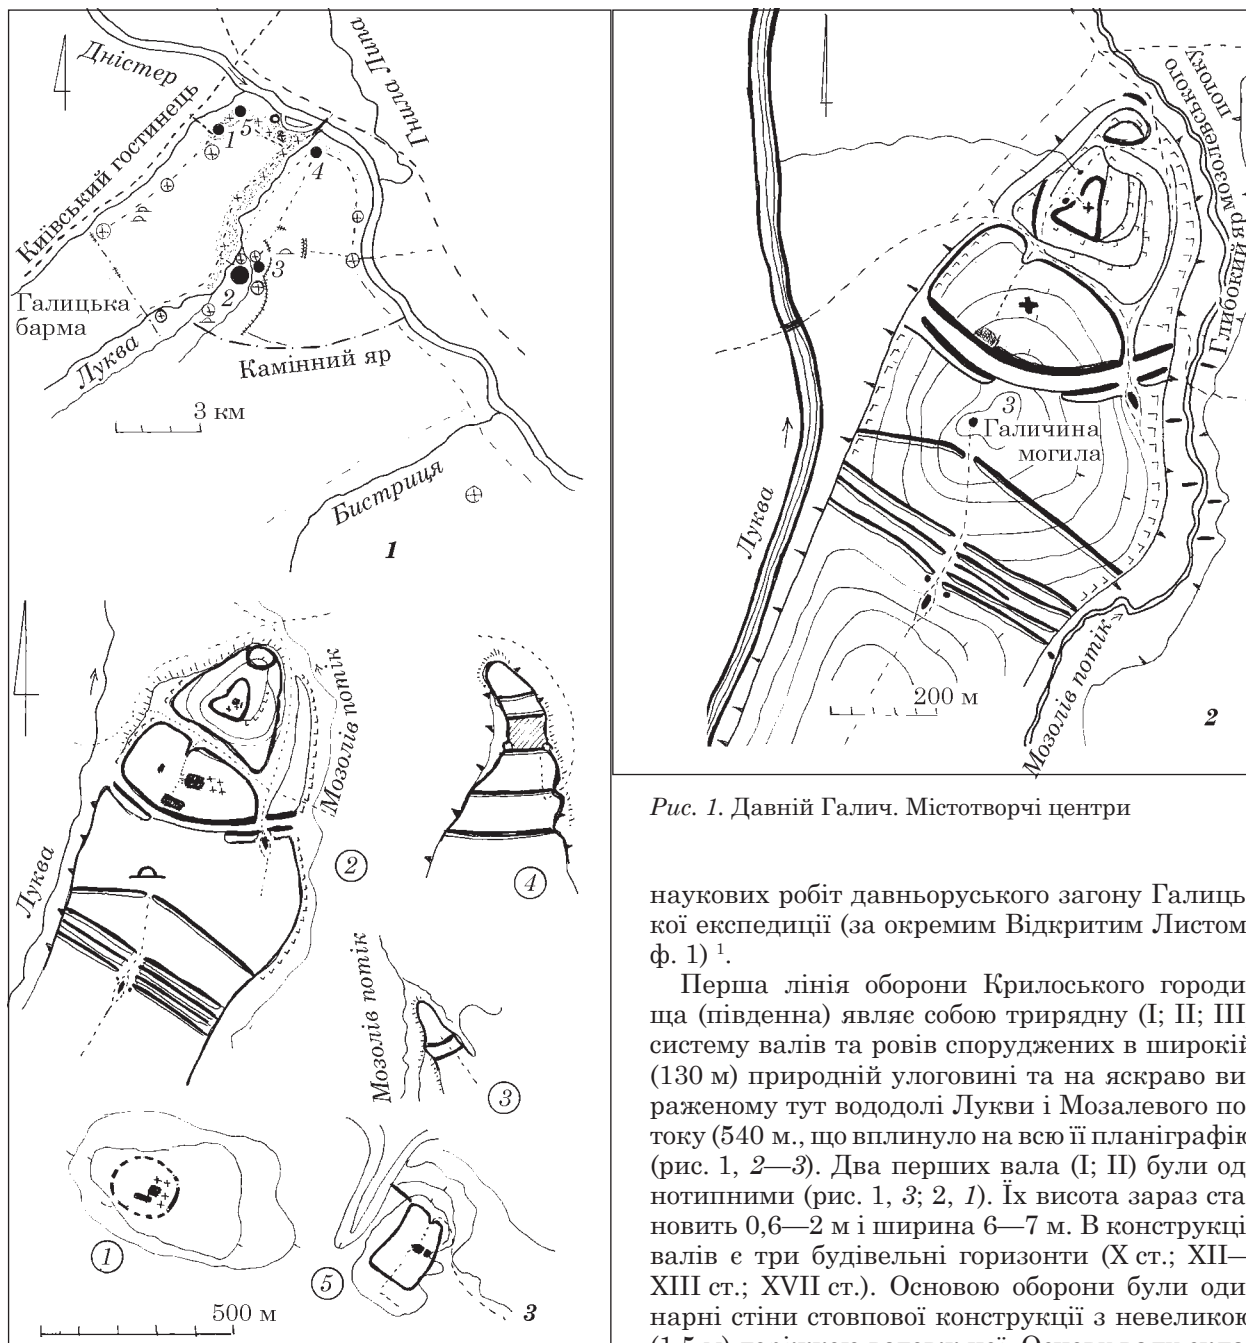 Дністер
Гнила Липа
Київський гостинець
1
5
4
3
2
Галицька
барма
Луква
Камінний яр
3 км
Бистриця
1
Глибокий яр мозолевського
потоку
3
Галичина
могила
Луква
200 м
Мозолів потік
2
Мозолів потік
Луква
2
4
Мозолів потік
3
1
5
500 м
3
Рис. 1. Давній Галич. Містотворчі центри
наукових робіт давньоруського загону Галиць
кої експедиції (за окремим Відкритим Листом
ф. 1) 1.
Перша лінія оборони Крилоського городи
ща (південна) являє собою трирядну (I; II; III
систему валів та ровів споруджених в широкій
(130 м) природній улоговині та на яскраво ви
раженому тут вододолі Лукви і Мозалевого по
току (540 м., що вплинуло на всю її планіграфію
(рис. 1, 2—3). Два перших вала (I; II) були од
нотипними (рис. 1, 3; 2, 1). Їх висота зараз ста
новить 0,6—2 м і ширина 6—7 м. В конструкці
валів є три будівельні горизонти (X ст.; XII—
XIII ст.; XVII ст.). Основою оборони були оди
нарні стіни стовпової конструкції з невеликою